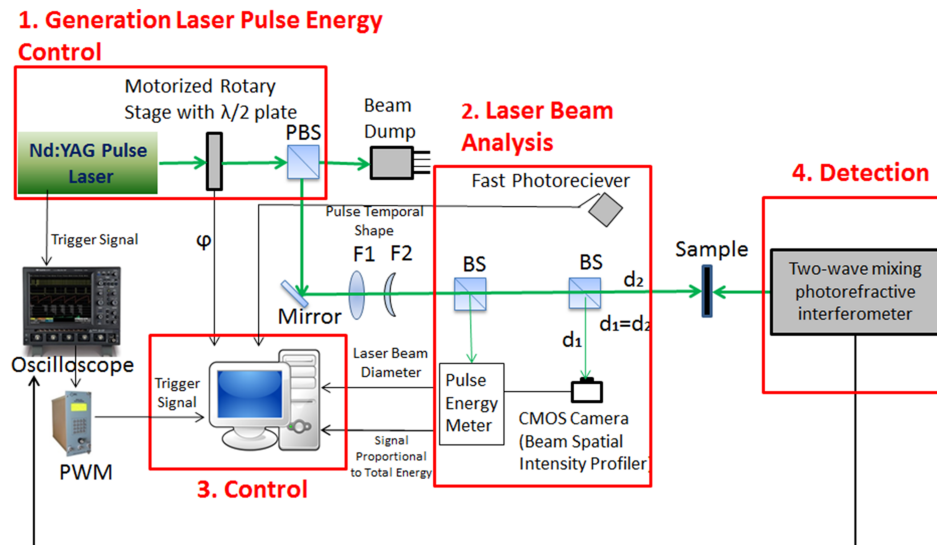 1. Generation Laser Pulse Energy
Control
Motorized Rotary
Stage with λ/2 plate
PBS
Beam
Dump
Nd:YAG Pulse
Laser
2. Laser Beam
Analysis
Fast Photoreciever
4. Detection
Trigger Signal
φ
Pulse Temporal
Shape
F1
F2
BS
BS
d₂
Sample
Two-wave mixing
photorefractive
interferometer
Mirror
d₁
d₁=d₂
Oscilloscope
Trigger
Signal
Laser Beam
Diameter
Pulse
Energy
Meter
CMOS Camera
(Beam Spatial
Intensity Profiler)
PWM
Signal
Proportional
to Total Energy
3. Control